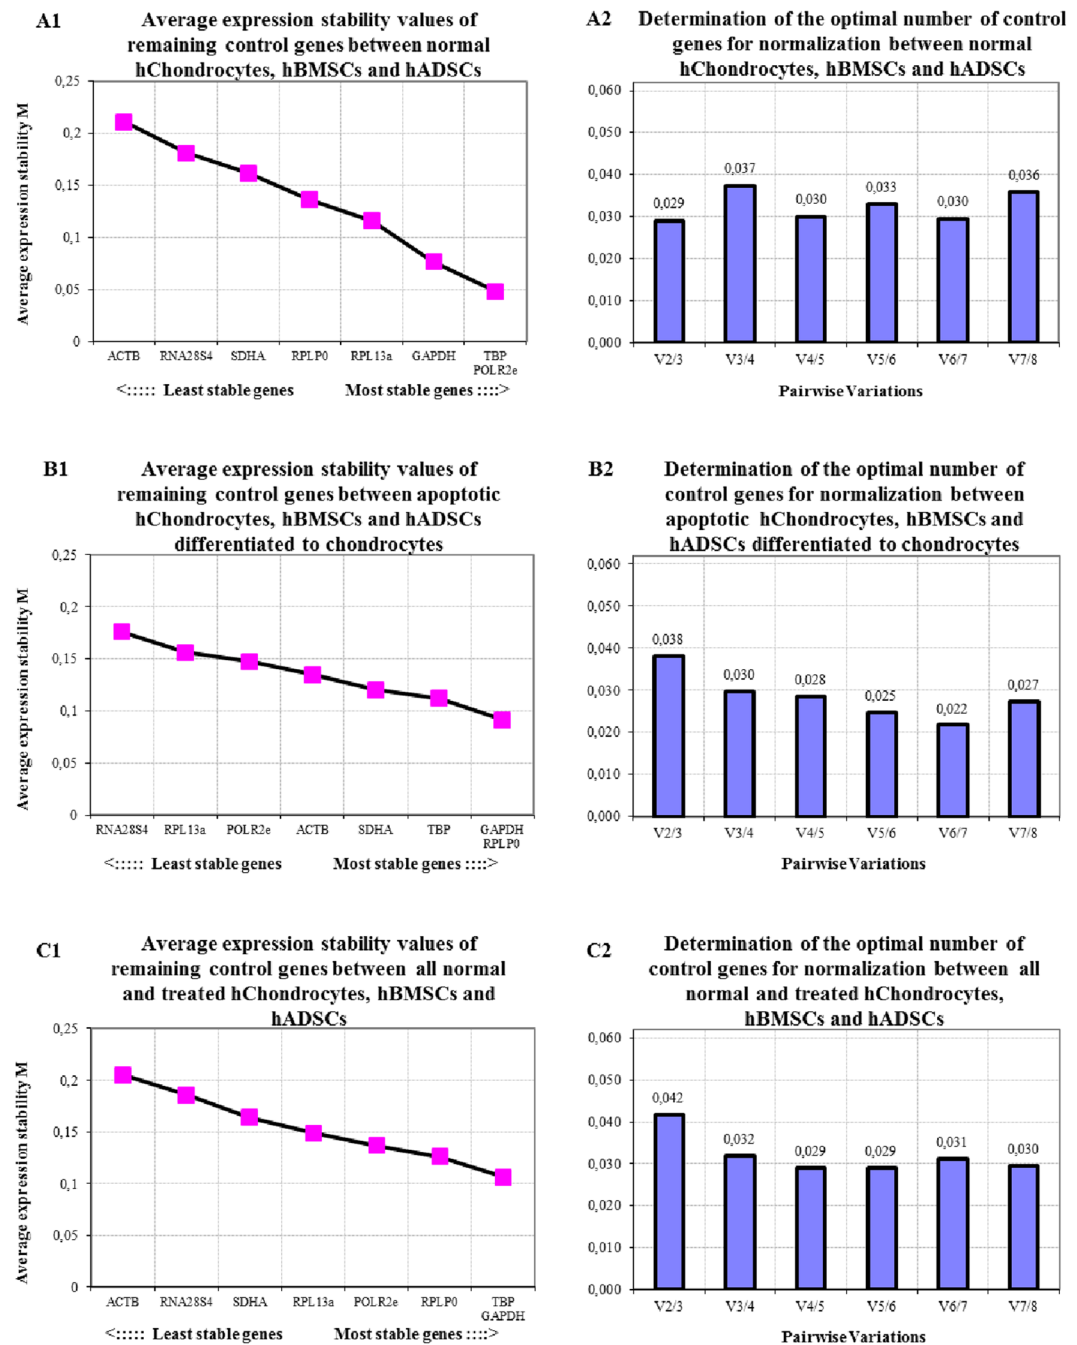 A1
Average expression stability values of
remaining control genes between normal
hChondrocytes, hBMSCs and hADSCs
Average expression stability M
0,25
0,2
0,15
0,1
0,05
0
ACTB RNA28S4 SDHA RPLP0 RPL13a GAPDH TBP
POLR2e
<::::: Least stable genes Most stable genes ::::>
A2
Determination of the optimal number of control
genes for normalization between normal
hChondrocytes, hBMSCs and hADSCs
0,060
0,050
0,040
0,030
0,020
0,010
0,000
0,029 0,037 0,030 0,033 0,030 0,036
V2/3 V3/4 V4/5 V5/6 V6/7 V7/8
Pairwise Variations
B1
Average expression stability values of
remaining control genes between apoptotic
hChondrocytes, hBMSCs and hADSCs
differentiated to chondrocytes
Average expression stability M
0,25
0,2
0,15
0,1
0,05
0
RNA28S4 RPL13a POLR2e ACTB SDHA TBP GAPDH
RPLP0
<::::: Least stable genes Most stable genes ::::>
B2
Determination of the optimal number of
control genes for normalization between
apoptotic hChondrocytes, hBMSCs and
hADSCs differentiated to chondrocytes
0,060
0,050
0,040
0,030
0,020
0,010
0,000
0,038 0,030 0,028 0,025 0,022 0,027
V2/3 V3/4 V4/5 V5/6 V6/7 V7/8
Pairwise Variations
C1
Average expression stability values of
remaining control genes between all normal
and treated hChondrocytes, hBMSCs and
hADSCs
Average expression stability M
0,25
0,2
0,15
0,1
0,05
0
ACTB RNA28S4 SDHA RPL13a POLR2e RPLP0 TBP
GAPDH
<::::: Least stable genes Most stable genes ::::>
C2
Determination of the optimal number of
control genes for normalization between all
normal and treated hChondrocytes,
hBMSCs and hADSCs
0,060
0,050
0,040
0,030
0,020
0,010
0,000
0,042 0,032 0,029 0,029 0,031 0,030
V2/3 V3/4 V4/5 V5/6 V6/7 V7/8
Pairwise Variations